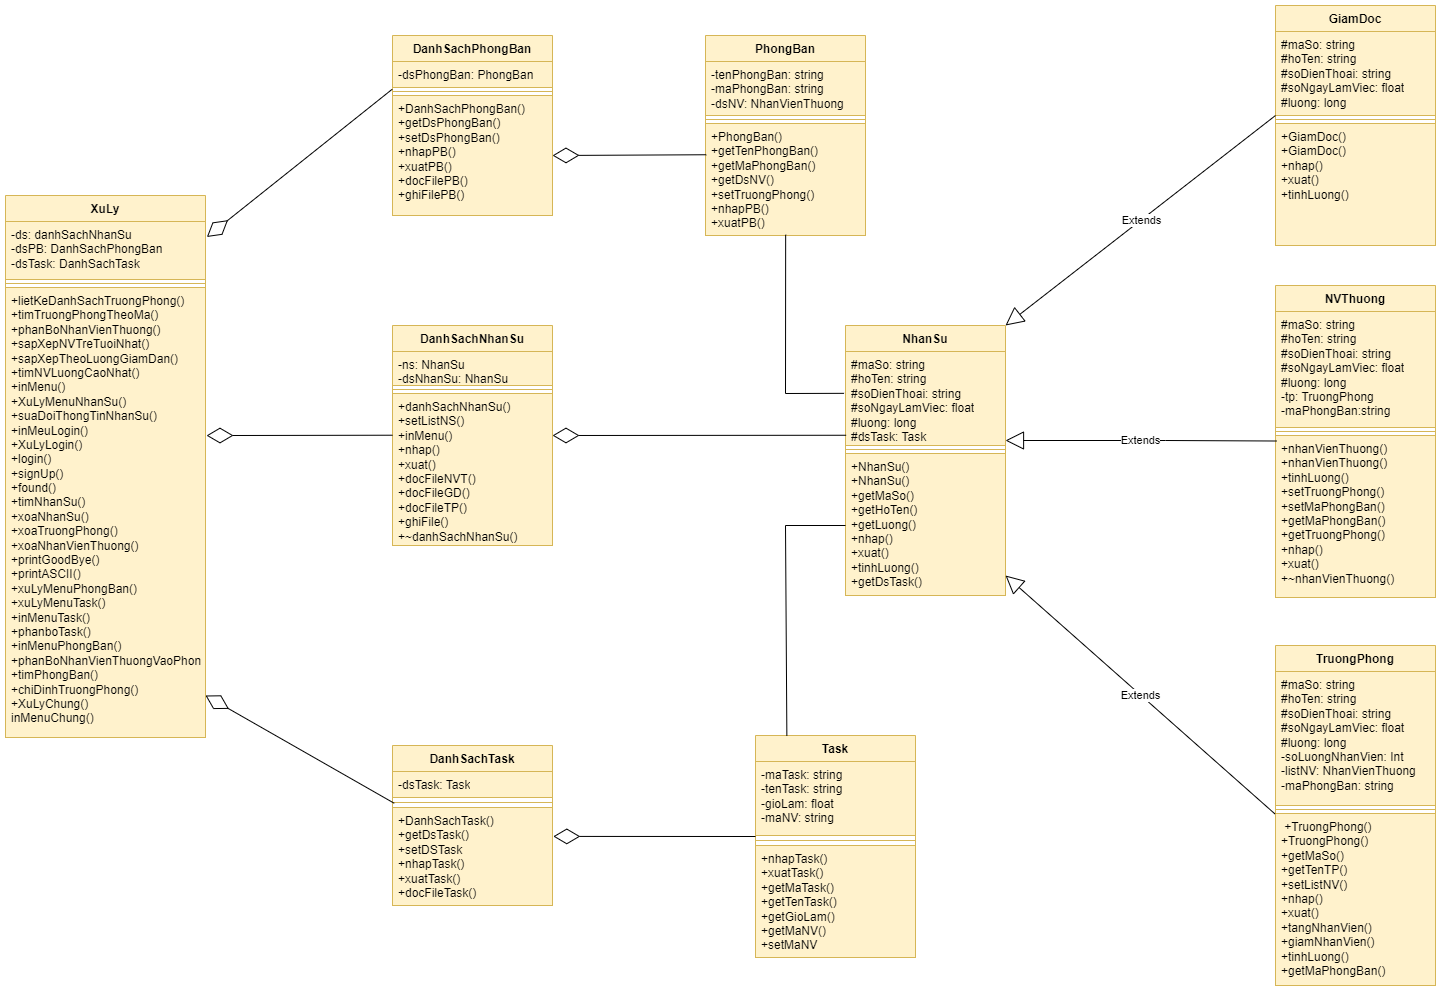 XuLy
-ds: danhSachNhanSu
-dsPB: DanhSachPhongBan
-dsTask: DanhSachTask
+lietKeDanhSachTruongPhong()
+timTruongPhongTheoMa()
+phanBoNhanVienThuong()
+sapXepNVTreTuoiNhat()
+sapXepTheoLuongGiamDan()
+timNVLuongCaoNhat()
+inMenu()
+XuLyMenuNhanSu()
+suaDoiThongTinNhanSu()
+inMeuLogin()
+XuLyLogin()
+login()
+signUp()
+found()
+timNhanSu()
+xoaNhanSu()
+xoaTruongPhong()
+xoaNhanVienThuong()
+printGoodBye()
+printASCII()
+xuLyMenuPhongBan()
+xuLyMenuTask()
+inMenuTask()
+phanboTask()
+inMenuPhongBan()
+phanBoNhanVienThuongVaoPhon
+timPhongBan()
+chiDinhTruongPhong()
+XuLyChung()
inMenuChung()
DanhSachPhongBan
-dsPhongBan: PhongBan
+DanhSachPhongBan()
+getDsPhongBan()
+setDsPhongBan()
+nhapPB()
+xuatPB()
+docFilePB()
+ghiFilePB()
DanhSachNhanSu
-ns: NhanSu
-dsNhanSu: NhanSu
+danhSachNhanSu()
+setListNS()
+inMenu()
+nhap()
+xuat()
+docFileNVT()
+docFileGD()
+docFileTP()
+ghiFile()
+~danhSachNhanSu()
DanhSachTask
-dsTask: Task
+DanhSachTask()
+getDsTask()
+setDSTask
+nhapTask()
+xuatTask()
+docFileTask()
PhongBan
-tenPhongBan: string
-maPhongBan: string
-dsNV: NhanVienThuong
+PhongBan()
+getTenPhongBan()
+getMaPhongBan()
+getDsNV()
+setTruongPhong()
+nhapPB()
+xuatPB()
NhanSu
#maSo: string
#hoTen: string
#soDienThoai: string
#soNgayLamViec: float
#luong: long
#dsTask: Task
+NhanSu()
+NhanSu()
+getMaSo()
+getHoTen()
+getLuong()
+nhap()
+xuat()
+tinhLuong()
+getDsTask()
Task
-maTask: string
-tenTask: string
-gioLam: float
-maNV: string
+nhapTask()
+xuatTask()
+getMaTask()
+getTenTask()
+getGioLam()
+getMaNV()
+setMaNV
Extends
Extends
Extends
GiamDoc
#maSo: string
#hoTen: string
#soDienThoai: string
#soNgayLamViec: float
#luong: long
+GiamDoc()
+GiamDoc()
+nhap()
+xuat()
+tinhLuong()
NVThuong
#maSo: string
#hoTen: string
#soDienThoai: string
#soNgayLamViec: float
#luong: long
-tp: TruongPhong
-maPhongBan:string
+nhanVienThuong()
+nhanVienThuong()
+tinhLuong()
+setTruongPhong()
+setMaPhongBan()
+getMaPhongBan()
+getTruongPhong()
+nhap()
+xuat()
+~nhanVienThuong()
TruongPhong
#maSo: string
#hoTen: string
#soDienThoai: string
#soNgayLamViec: float
#luong: long
-soLuongNhanVien: Int
-listNV: NhanVienThuong
-maPhongBan: string
+TruongPhong()
+TruongPhong()
+getMaSo()
+getTenTP()
+setListNV()
+nhap()
+xuat()
+tangNhanVien()
+giamNhanVien()
+tinhLuong()
+getMaPhongBan()